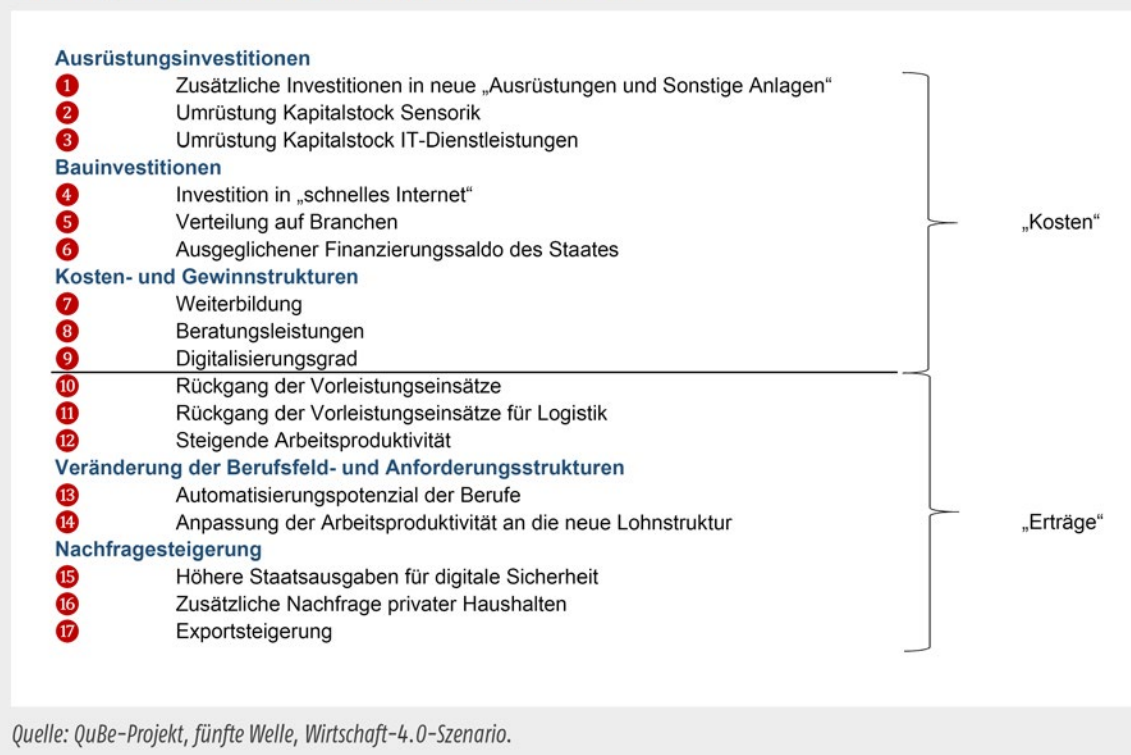 Ausrüstungsinvestitionen
1 Zusätzliche Investitionen in neue „Ausrüstungen und Sonstige Anlagen“
2 Umrüstung Kapitalstock Sensorik
3 Umrüstung Kapitalstock IT-Dienstleistungen
Bauinvestitionen
4 Investition in „schnelles Internet“
5 Verteilung auf Branchen
„Kosten“
6 Ausgeglichener Finanzierungssaldo des Staates
Kosten- und Gewinnstrukturen
7 Weiterbildung
8 Beratungsleistungen
9 Digitalisierungsgrad
10 Rückgang der Vorleistungseinsätze
11 Rückgang der Vorleistungseinsätze für Logistik
12 Steigende Arbeitsproduktivität
Veränderung der Berufsfeld- und Anforderungsstrukturen
13 Automatisierungspotenzial der Berufe
14 Anpassung der Arbeitsproduktivität an die neue Lohnstruktur
„Erträge“
Nachfragesteigerung
15 Höhere Staatsausgaben für digitale Sicherheit
16 Zusätzliche Nachfrage privater Haushalten
17 Exportsteigerung
Quelle: QuBe-Projekt, fünfte Welle, Wirtschaft-4.0-Szenario.